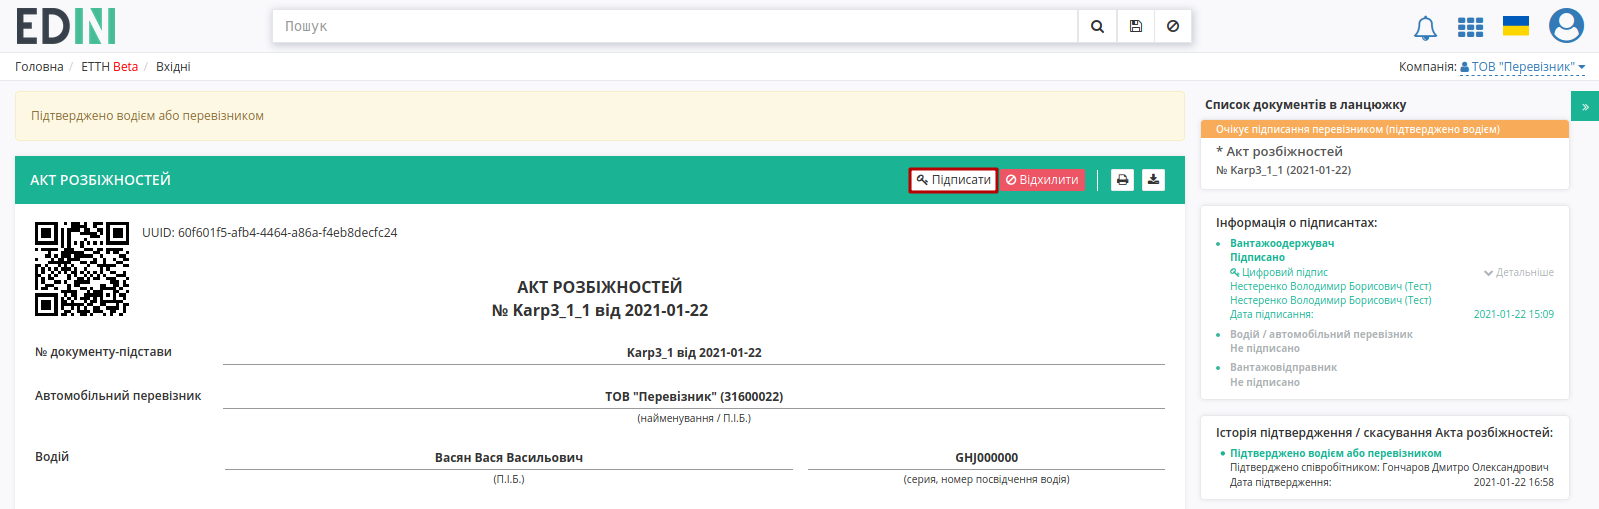 EDIN
Пошук
Головна / ЕТТН Beta / Вхідні
Компанія: ТОВ "Перевізник"
Підтверджено водієм або перевізником
АКТ РОЗБІЖНОСТЕЙ
Підписати
Відхилити
UUID: 60f601f5-afb4-4464-a86a-f4eb8decfc24
АКТ РОЗБІЖНОСТЕЙ
№ Karp3_1_1 від 2021-01-22
№ документу-підстави
Karp3_1 від 2021-01-22
Автомобільний перевізник
ТОВ "Перевізник" (31600022)
(найменування / П.І.Б.)
Водій
Васян Вася Васильович
GHJ000000
(П.І.Б.)
(серия, номер посвідчення водія)
Список документів в ланцюжку
»
Очікує підписання перевізником (підтверджено водієм)
* Акт розбіжностей
№ Karp3_1_1 (2021-01-22)
Інформація о підписантах:
Вантажоодержувач
Підписано
Цифровий підпис
Детальніше
Нестеренко Володимир Борисович (Тест)
Нестеренко Володимир Борисович (Тест)
Дата підписання: 2021-01-22 15:09
Водій / автомобільний перевізник
Не підписано
Вантажовідправник
Не підписано
Історія підтвердження / скасування Акта розбіжностей:
Підтверджено водієм або перевізником
Підтверджено співробітником: Гончаров Дмитро Олександрович
Дата підтвердження: 2021-01-22 16:58